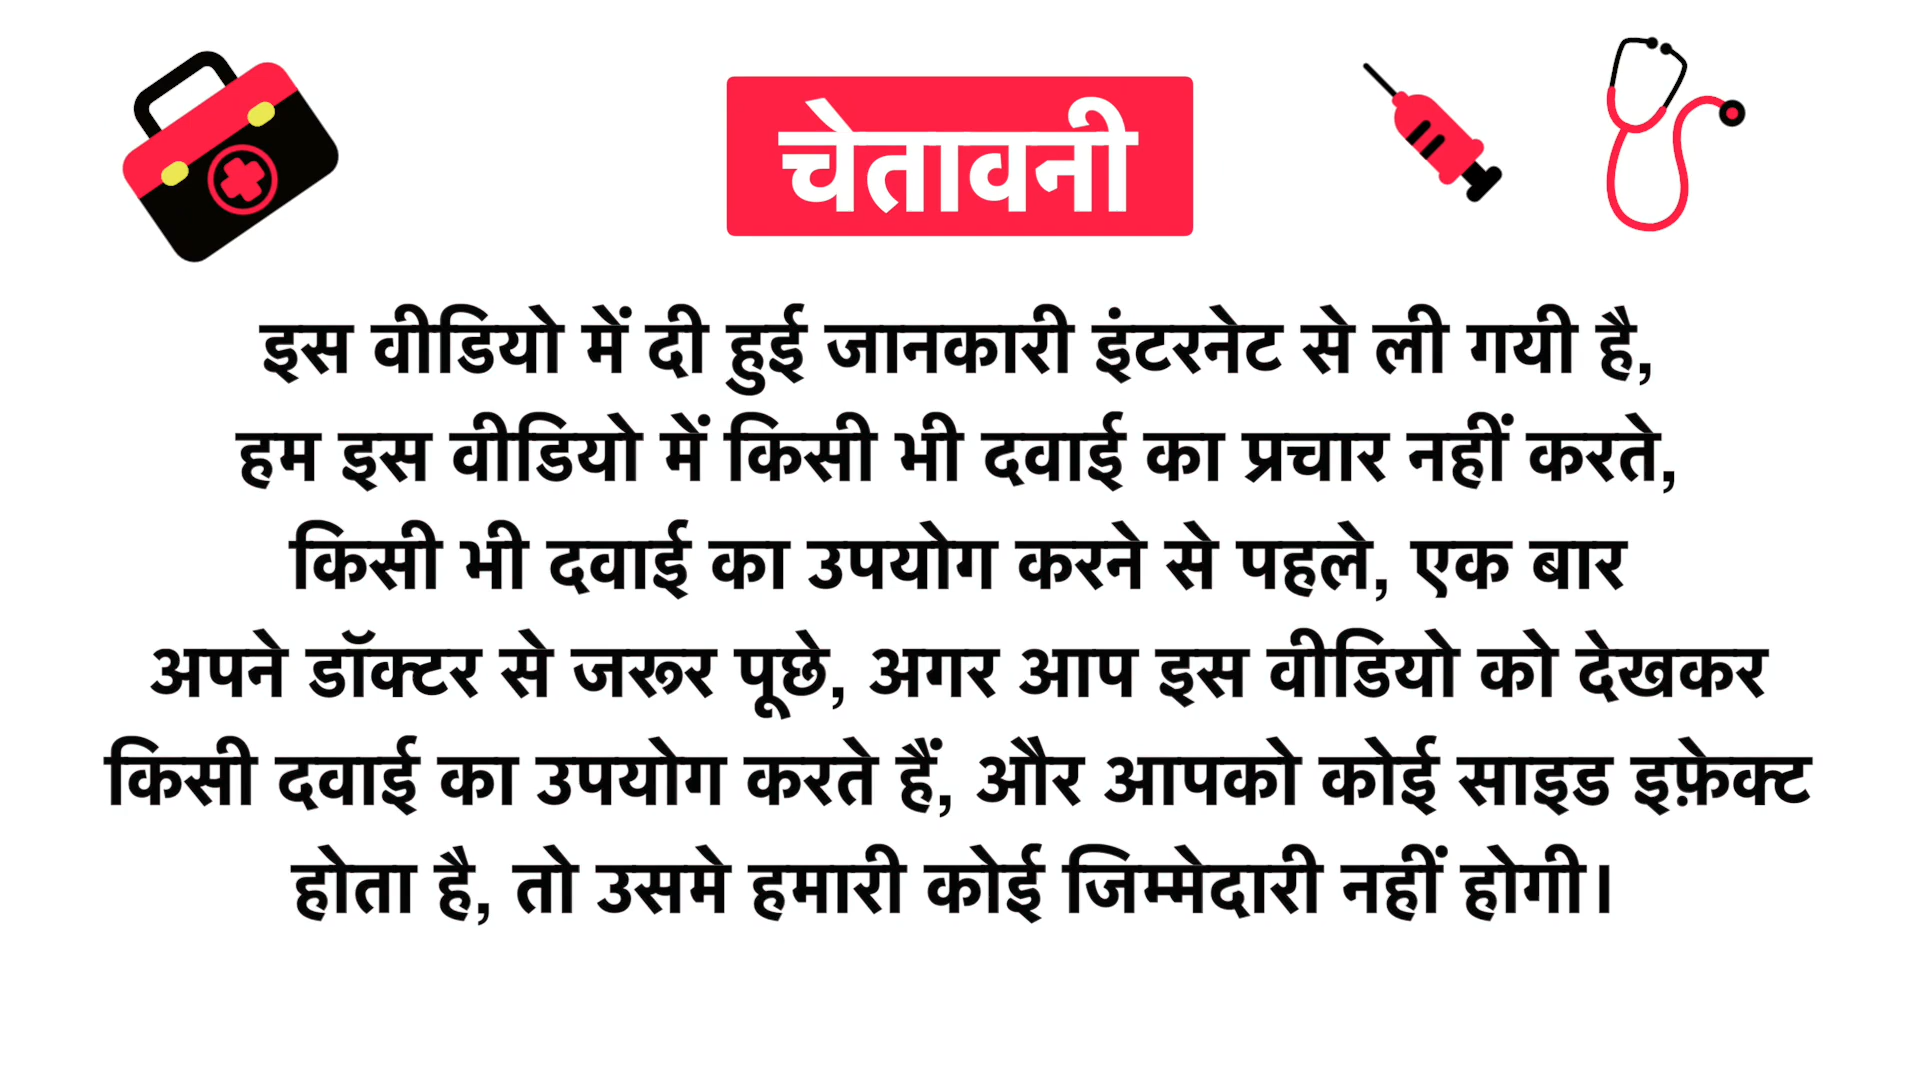 चेतावनी
इस वीडियो में दी हुई जानकारी इंटरनेट से ली गयी है,
हम इस वीडियो में किसी भी दवाई का प्रचार नहीं करते,
किसी भी दवाई का उपयोग करने से पहले, एक बार
अपने डॉक्टर से जरूर पूछे, अगर आप इस वीडियो को देखकर
किसी दवाई का उपयोग करते हैं, और आपको कोई साइड इफ़ेक्ट
होता है, तो उसमे हमारी कोई जिम्मेदारी नहीं होगी।